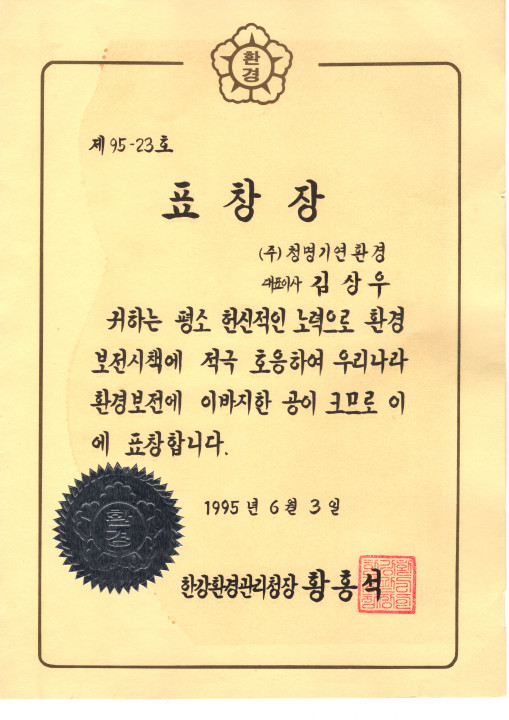 환경
제 95-23호
표창장
(주) 청명기연환경
대표이사 김상우
귀하는 평소 헌신적인 노력으로 환경
보전시책에 적극 호응하여 우리나라
환경보전에 이바지한 공이 크므로 이
에 표창합니다.
환경
1995년 6월 3일
한강환경관리청장 황홍석